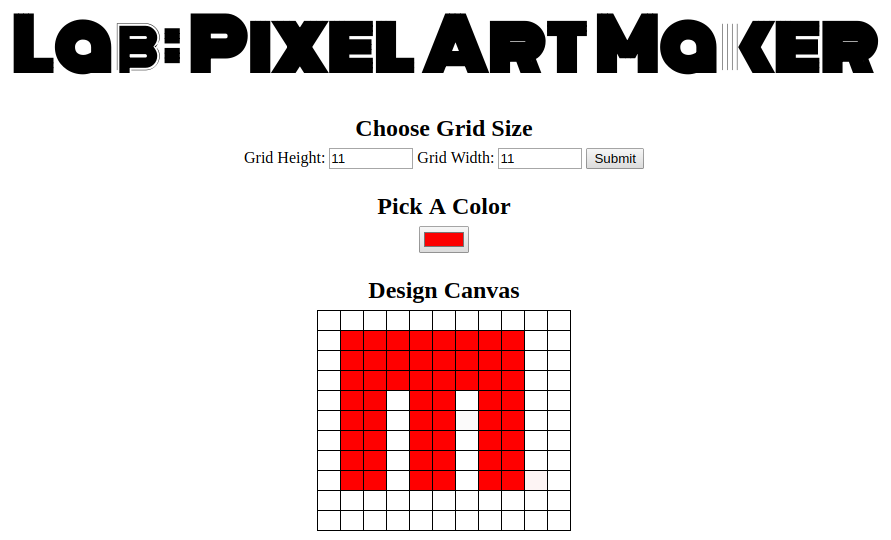 Lab: Pixel Art Maker
Choose Grid Size
Grid Height: 11 Grid Width: 11 Submit
Pick A Color
Design Canvas